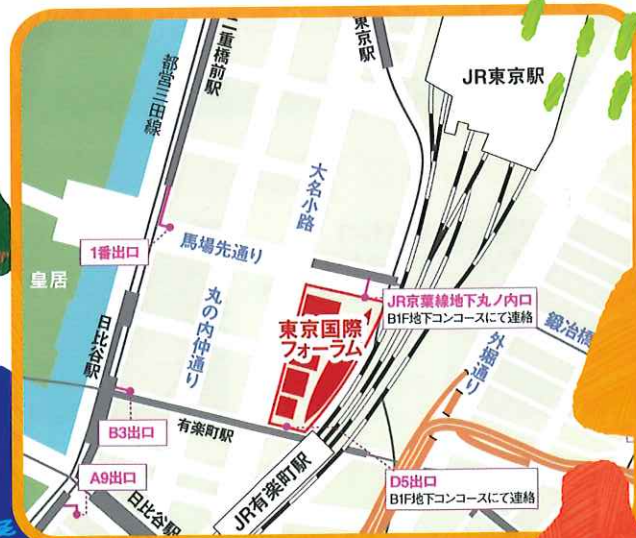 二重橋前駅
東京駅
JR東京駅
都営三田線
大名小路
1番出口
馬場先通り
皇居
丸の内仲通り
JR京葉線地下丸ノ内口
B1F地下コンコースにて連絡
東京国際
フォーラム
鍛冶橋
外堀通り
日比谷駅
B3出口
有楽町駅
A9出口
日比谷駅
JR有楽町駅
D5出口
B1F地下コンコースにて連絡